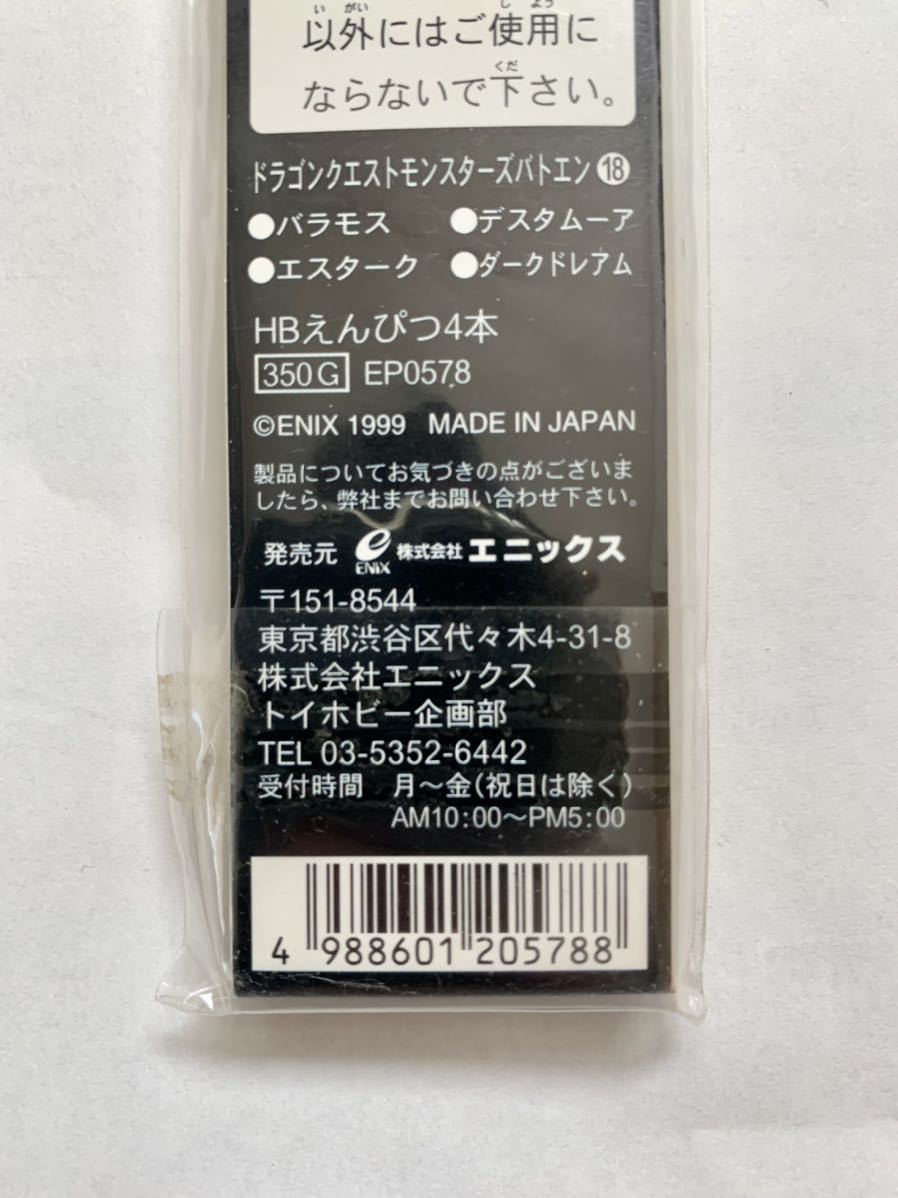 以外にはご使用に
ならないで下さい。
ドラゴンクエストモンスターズバトエン⑱
●バラモス ●デスタムーア
●エスターク ●ダークドレアム
HBえんぴつ4本
350G EP0578
©ENIX 1999 MADE IN JAPAN
製品についてお気づきの点がございま
したら、弊社までお問い合わせ下さい。
発売元 ENIX 株式会社エニックス
〒151-8544
東京都渋谷区代々木4-31-8
株式会社エニックス
トイホビー企画部
TEL 03-5352-6442
受付時間 月～金(祝日は除く)
AM10:00～PM5:00
4 988601 205788